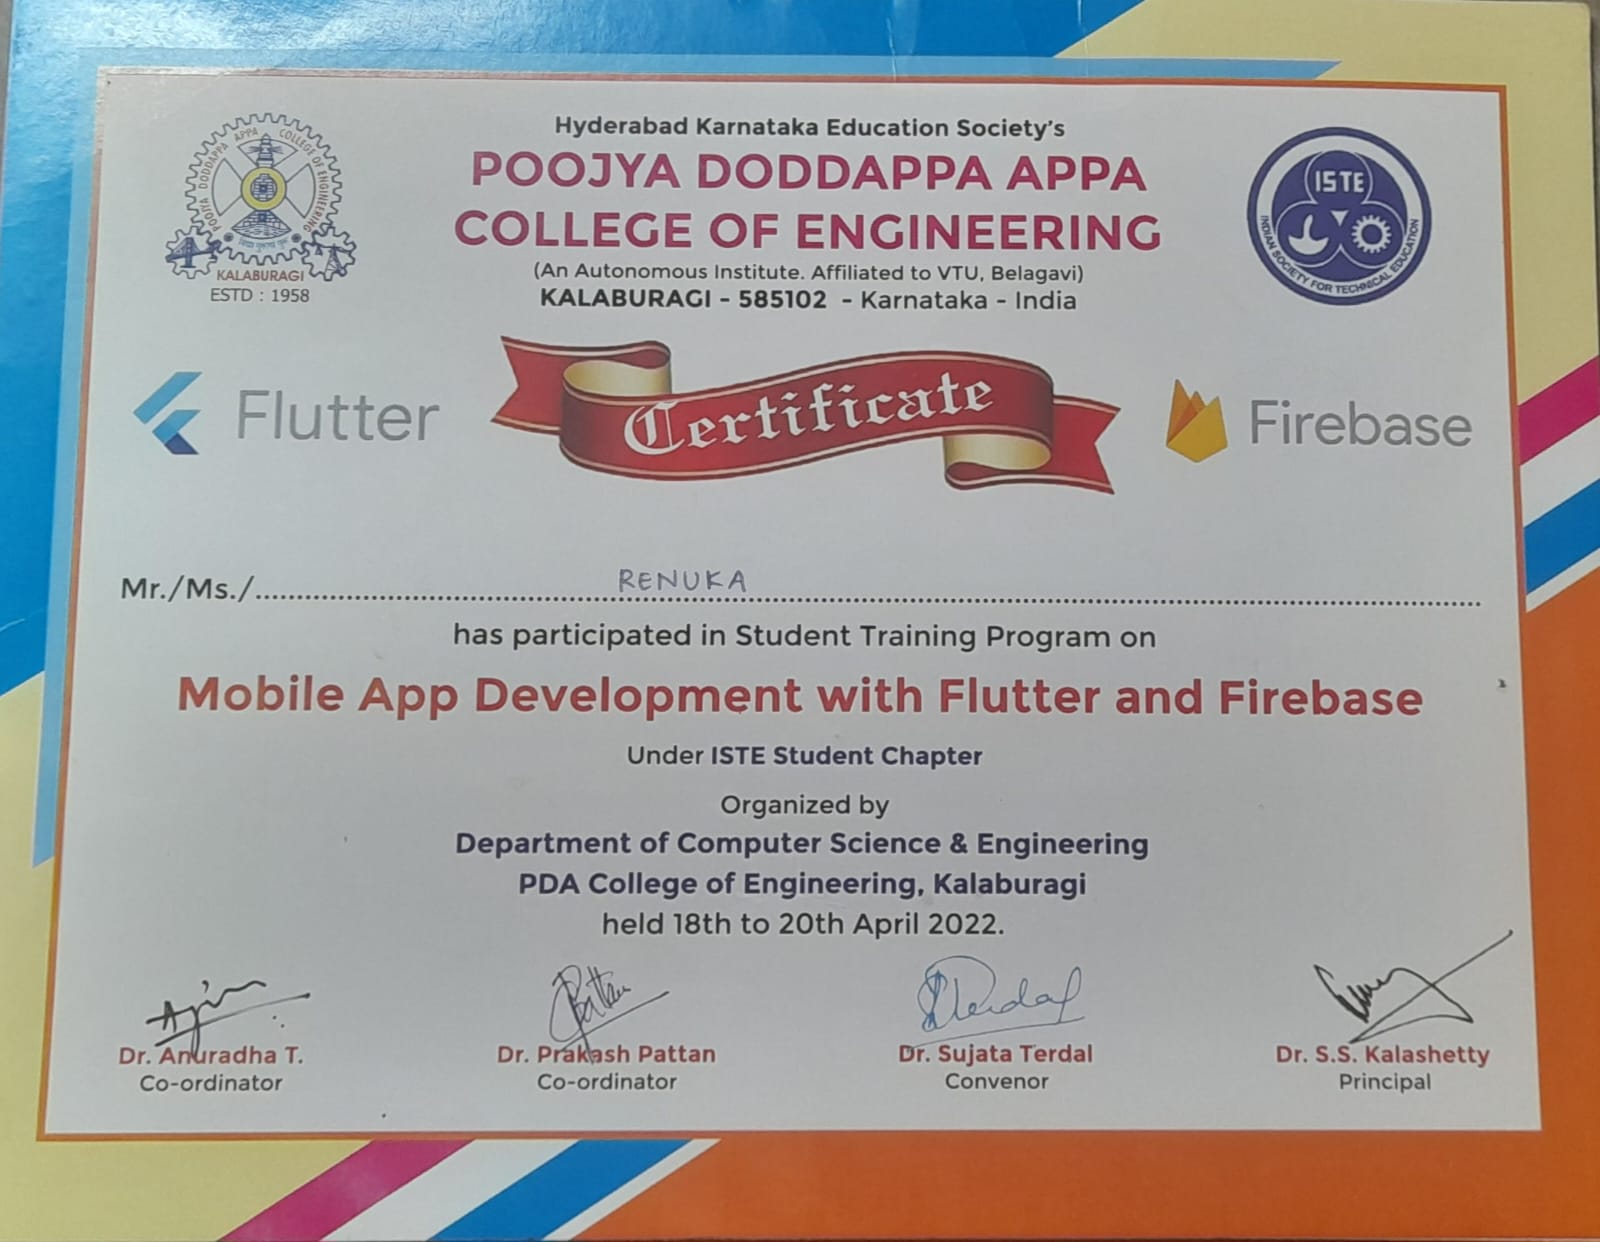 Hyderabad Karnataka Education Society's
POOJYA DODDAPPA APPA
COLLEGE OF ENGINEERING
(An Autonomous Institute. Affiliated to VTU, Belagavi)
KALABURAGI - 585102 - Karnataka - India
POOJYA DODDAPPA APPA COLLEGE OF ENGINEERING
KALABURAGI
ESTD : 1958
ISTE
INDIAN SOCIETY FOR TECHNICAL EDUCATION
Flutter
Certificate
Firebase
Mr./Ms./ RENUKA
has participated in Student Training Program on
Mobile App Development with Flutter and Firebase
Under ISTE Student Chapter
Organized by
Department of Computer Science & Engineering
PDA College of Engineering, Kalaburagi
held 18th to 20th April 2022.
Dr. Anuradha T.
Co-ordinator
Dr. Prakash Pattan
Co-ordinator
Dr. Sujata Terdal
Convenor
Dr. S.S. Kalashetty
Principal